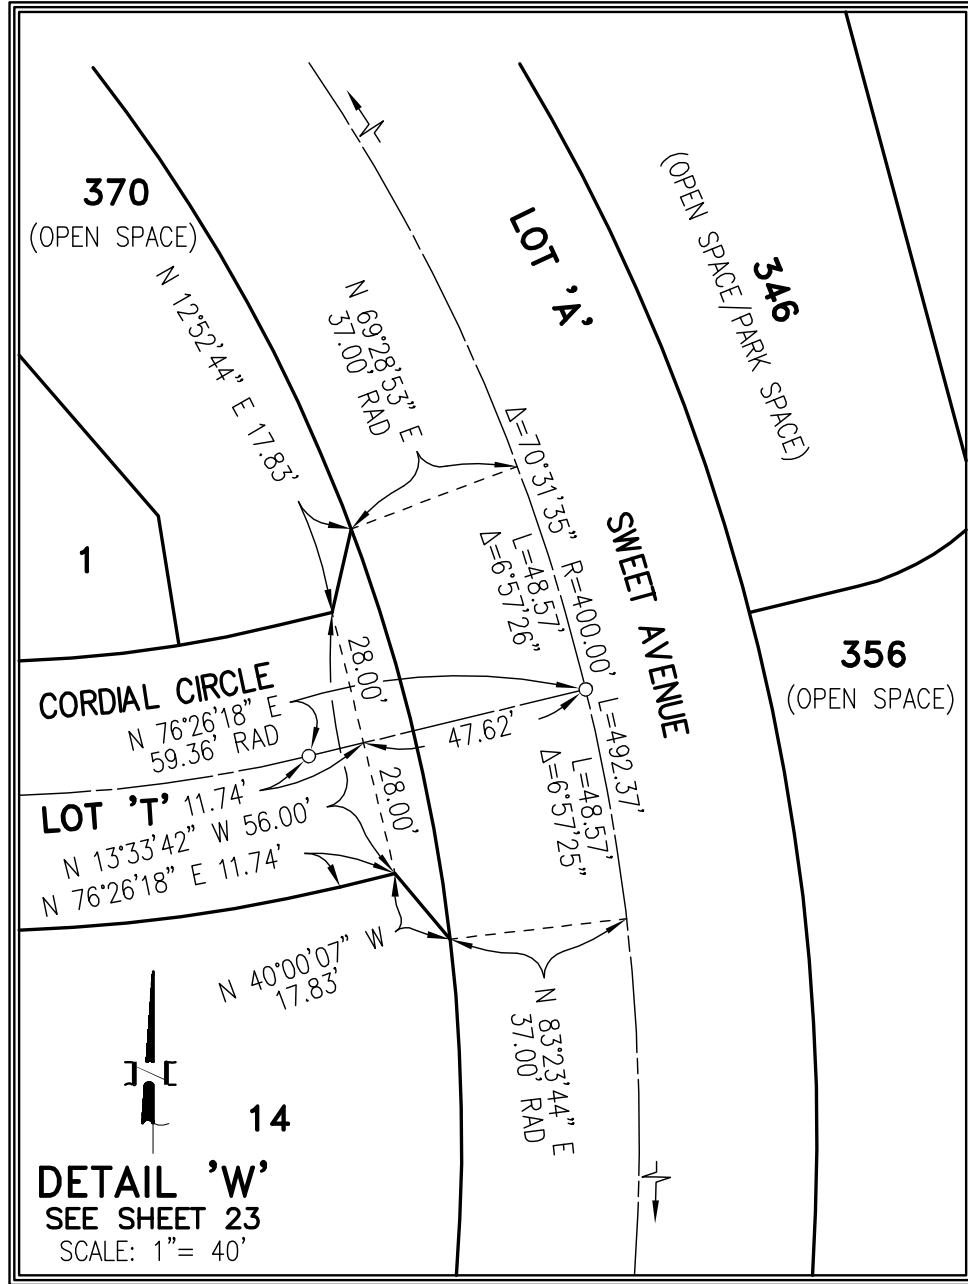 370
(OPEN SPACE)
N 12°52'44" E 17.83'
N 69°28'53" E
37.00' RAD
LOT 'A'
346
(OPEN SPACE/PARK SPACE)
Δ=70°31'35" R=400.00' L=492.37'
L=48.57'
Δ=6°57'26"
SWEET AVENUE
1
356
(OPEN SPACE)
CORDIAL CIRCLE
N 76°26'18" E
59.36' RAD
28.00'
47.62'
28.00'
L=48.57'
Δ=6°57'25"
LOT 'T' 11.74'
N 13°33'42" W 56.00'
N 76°26'18" E 11.74'
N 40°00'07" W
17.83'
N 83°23'44" E
37.00' RAD
14
DETAIL 'W'
SEE SHEET 23
SCALE: 1"= 40'